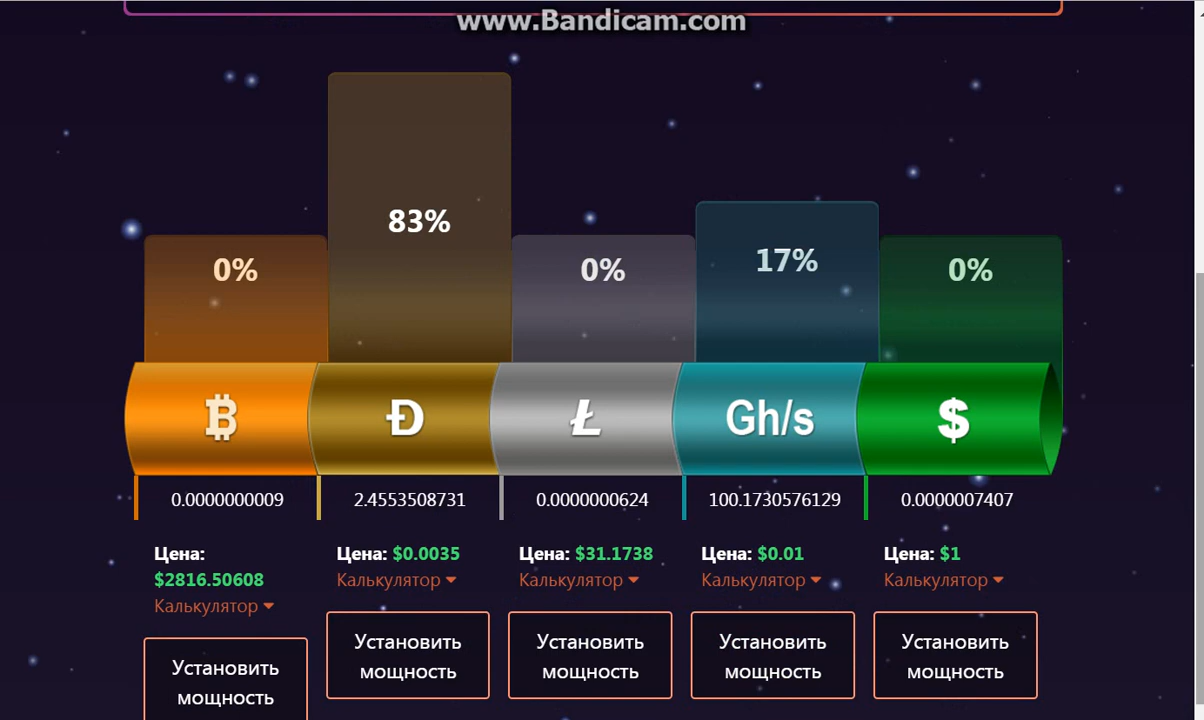 www.Bandicam.com
83%
0%
0%
17%
0%
₿
Ð
Ł
Gh/s
$
0.0000000009
2.4553508731
0.0000000624
100.1730576129
0.0000007407
Цена:
$2816.50608
Калькулятор
Цена: $0.0035
Калькулятор
Цена: $31.1738
Калькулятор
Цена: $0.01
Калькулятор
Цена: $1
Калькулятор
Установить
мощность
Установить
мощность
Установить
мощность
Установить
мощность
Установить
мощность